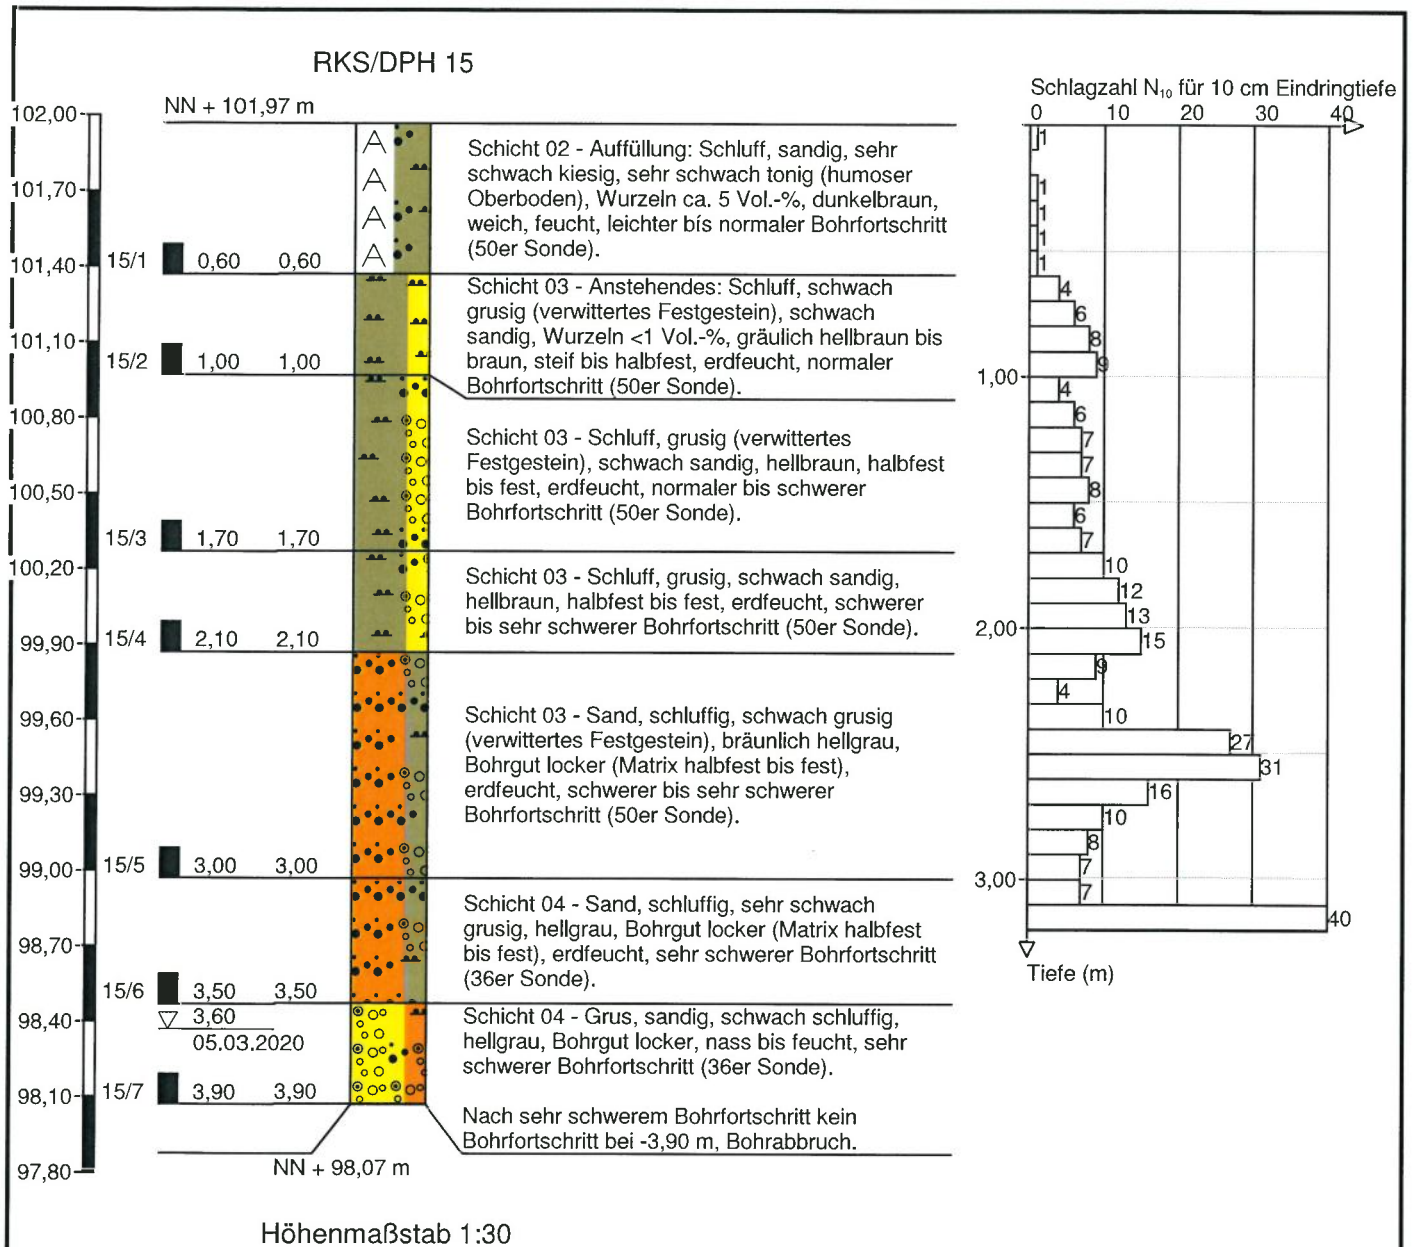 RKS/DPH 15
NN + 101,97 m
Schlagzahl N10 für 10 cm Eindringtiefe
0 10 20 30 40
102,00
101,70
101,40
101,10
100,80
100,50
100,20
99,90
99,60
99,30
99,00
98,70
98,40
98,10
97,80
A
A
A
A
Schicht 02 - Auffüllung: Schluff, sandig, sehr
schwach kiesig, sehr schwach tonig (humoser
Oberboden), Wurzeln ca. 5 Vol.-%, dunkelbraun,
weich, feucht, leichter bis normaler Bohrfortschritt
(50er Sonde).
15/1 0,60 0,60
Schicht 03 - Anstehendes: Schluff, schwach
grusig (verwittertes Festgestein), schwach
sandig, Wurzeln <1 Vol.-%, gräulich hellbraun bis
braun, steif bis halbfest, erdfeucht, normaler
Bohrfortschritt (50er Sonde).
15/2 1,00 1,00
Schicht 03 - Schluff, grusig (verwittertes
Festgestein), schwach sandig, hellbraun, halbfest
bis fest, erdfeucht, normaler bis schwerer
Bohrfortschritt (50er Sonde).
15/3 1,70 1,70
Schicht 03 - Schluff, grusig, schwach sandig,
hellbraun, halbfest bis fest, erdfeucht, schwerer
bis sehr schwerer Bohrfortschritt (50er Sonde).
15/4 2,10 2,10
Schicht 03 - Sand, schluffig, schwach grusig
(verwittertes Festgestein), bräunlich hellgrau,
Bohrgut locker (Matrix halbfest bis fest),
erdfeucht, schwerer bis sehr schwerer
Bohrfortschritt (50er Sonde).
15/5 3,00 3,00
Schicht 04 - Sand, schluffig, sehr schwach
grusig, hellgrau, Bohrgut locker (Matrix halbfest
bis fest), erdfeucht, sehr schwerer Bohrfortschritt
(36er Sonde).
15/6 3,50 3,50
3,60
05.03.2020
Schicht 04 - Grus, sandig, schwach schluffig,
hellgrau, Bohrgut locker, nass bis feucht, sehr
schwerer Bohrfortschritt (36er Sonde).
15/7 3,90 3,90
Nach sehr schwerem Bohrfortschritt kein
Bohrfortschritt bei -3,90 m, Bohrabbruch.
NN + 98,07 m
Höhenmaßstab 1:30
1
1
1
1
1
4
6
8
9
1,00
4
6
7
7
8
6
7
10
12
13
2,00
15
9
4
10
27
31
16
10
8
7
3,00
7
40
Tiefe (m)